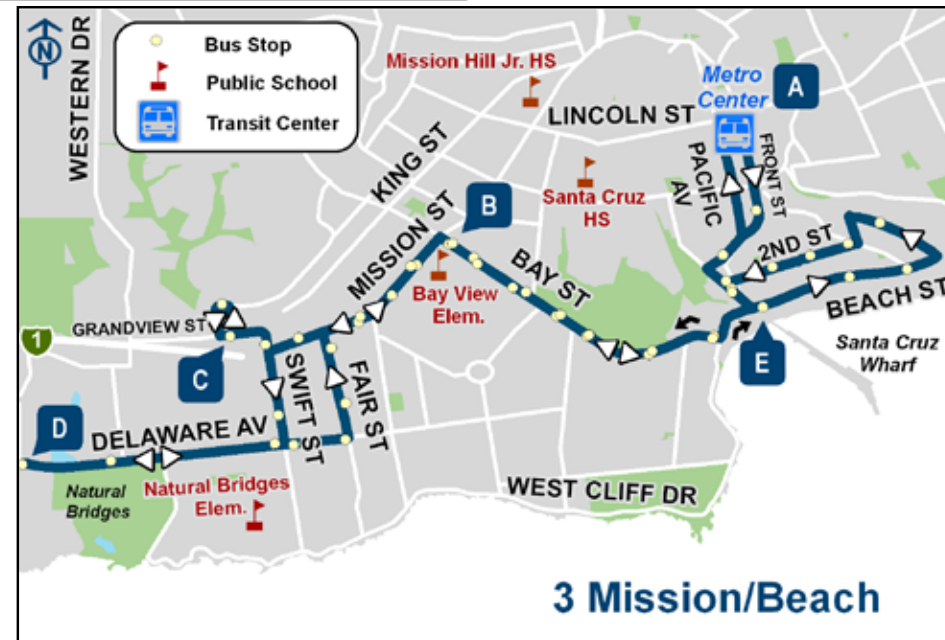 N
WESTERN DR
Bus Stop
Public School
Transit Center
Mission Hill Jr. HS
Metro
Center
A
LINCOLN ST
KING ST
PACIFIC
AV
FRONT ST
Santa Cruz
HS
B
MISSION ST
BAY ST
2ND ST
BEACH ST
Bay View
Elem.
GRANDVIEW ST
1
C
SWIFT ST
FAIR ST
E
Santa Cruz
Wharf
D
DELAWARE AV
Natural
Bridges
Natural Bridges
Elem.
WEST CLIFF DR
3 Mission/Beach